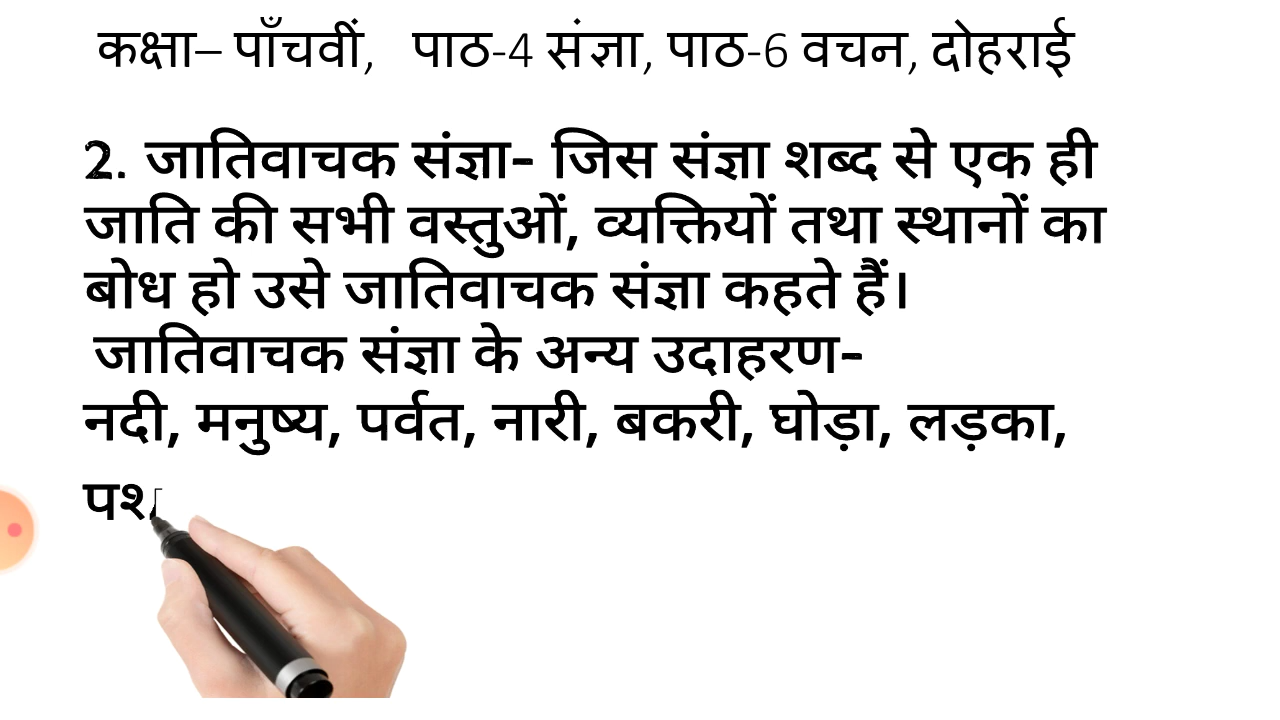 कक्षा– पाँचवीं, पाठ-4 संज्ञा, पाठ-6 वचन, दोहराई
2. जातिवाचक संज्ञा- जिस संज्ञा शब्द से एक ही
जाति की सभी वस्तुओं, व्यक्तियों तथा स्थानों का
बोध हो उसे जातिवाचक संज्ञा कहते हैं।
जातिवाचक संज्ञा के अन्य उदाहरण-
नदी, मनुष्य, पर्वत, नारी, बकरी, घोड़ा, लड़का,